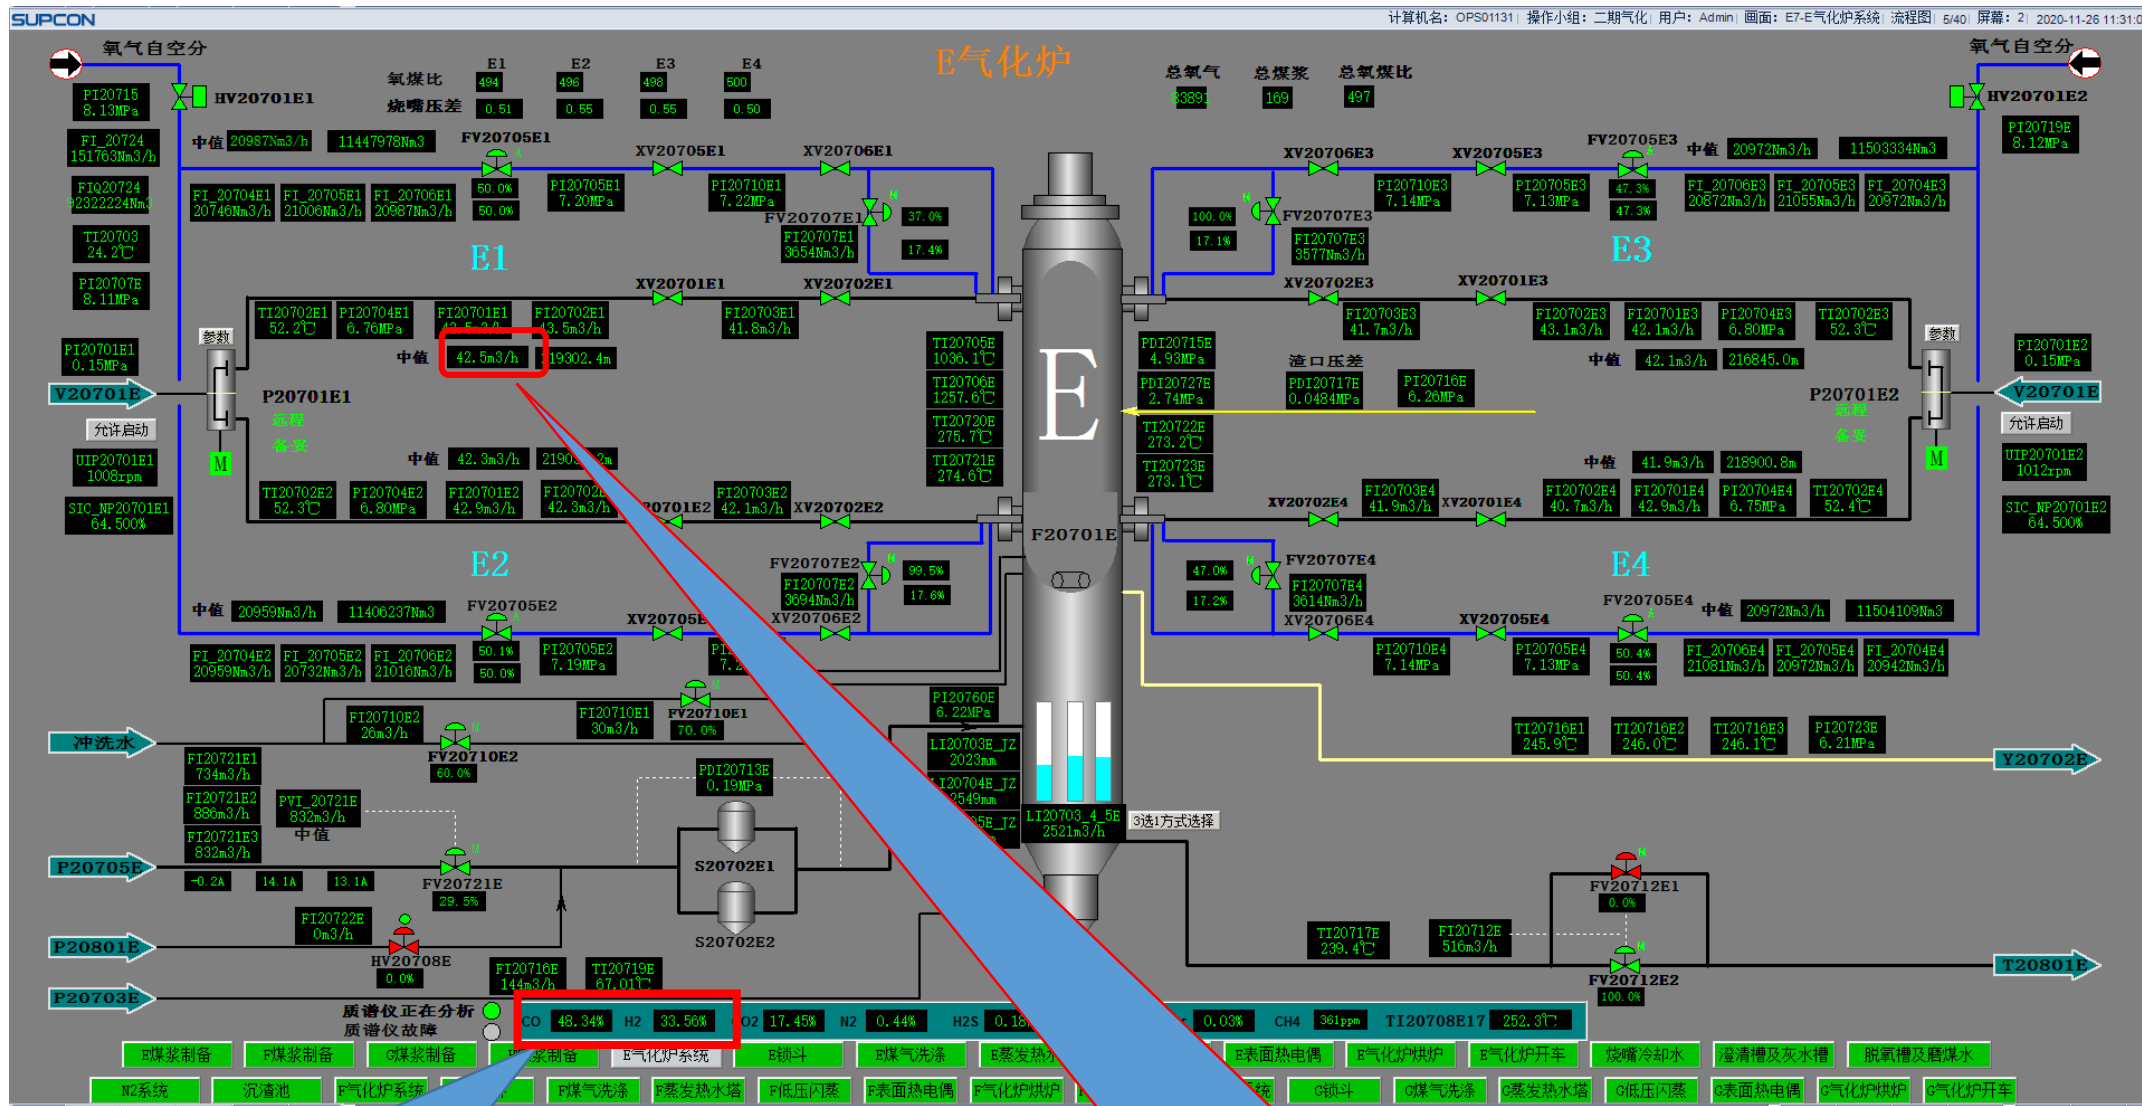 SUPCON
计算机名: OPS01131 操作小组: 二期气化 用户: Admin 画面: E7-E气化炉系统 流程图 5/40 屏幕: 2 2020-11-26 11:31:0
氧气自空分
E气化炉
氧气自空分
E1 E2 E3 E4
氧煤比 494 496 498 500
烧嘴压差 0.51 0.55 0.55 0.50
总氧气 总煤浆 总氧煤比
83891 169 497
PI20715
8.13MPa
HV20701E1
HV20701E2
PI20719E
8.12MPa
FI_20724
151763Nm3/h
中值 20987Nm3/h 11447978Nm3
FV20705E1
XV20705E1
XV20706E1
XV20706E3
XV20705E3
FV20705E3
中值 20972Nm3/h 11503334Nm3
FIQ20724
92322224Nm3
FI_20704E1
20746Nm3/h
FI_20705E1
21006Nm3/h
FI_20706E1
20987Nm3/h
50.0%
50.0%
PI20705E1
7.20MPa
PI20710E1
7.22MPa
FV20707E1
37.0%
17.4%
FI20707E1
3654Nm3/h
100.0%
17.1%
FV20707E3
FI20707E3
3577Nm3/h
PI20710E3
7.14MPa
PI20705E3
7.13MPa
47.3%
47.3%
FI_20706E3
20872Nm3/h
FI_20705E3
21055Nm3/h
FI_20704E3
20972Nm3/h
TI20703
24.2℃
PI20707E
8.11MPa
E1
E3
XV20701E1
XV20702E1
XV20702E3
XV20701E3
TI20702E1
52.2℃
PI20704E1
6.76MPa
FI20701E1
FI20702E1
43.5m3/h
FI20703E1
41.8m3/h
FI20703E3
41.7m3/h
FI20702E3
43.1m3/h
FI20701E3
42.1m3/h
PI20704E3
6.80MPa
TI20702E3
52.3℃
参数
参数
PI20701E1
0.15MPa
中值 42.5m3/h 219302.4m
中值 42.1m3/h 216845.0m
PI20701E2
0.15MPa
TI20705E
1036.1℃
TI20706E
1257.6℃
TI20720E
275.7℃
TI20721E
274.6℃
E
PDI20715E
4.93MPa
PDI20727E
2.74MPa
渣口压差
PDI20717E
0.0484MPa
PI20716E
6.26MPa
TI20722E
273.2℃
TI20723E
273.1℃
V20701E
P20701E1
远程
备妥
P20701E2
远程
备妥
V20701E
允许启动
允许启动
M
M
UIP20701E1
1008rpm
SIC_NP20701E1
64.500%
UIP20701E2
1012rpm
SIC_NP20701E2
64.500%
中值 42.3m3/h
中值 41.9m3/h 218900.8m
TI20702E2
52.3℃
PI20704E2
6.80MPa
FI20701E2
42.9m3/h
42.3m3/h
FI20703E2
42.1m3/h
XV20702E2
XV20702E4
FI20703E4
41.9m3/h
XV20701E4
FI20702E4
40.7m3/h
FI20701E4
42.9m3/h
PI20704E4
6.75MPa
TI20702E4
52.4℃
F20701E
E2
E4
FV20707E2
FI20707E2
3694Nm3/h
99.5%
17.6%
47.0%
17.2%
FV20707E4
FI20707E4
3614Nm3/h
中值 20959Nm3/h 11406237Nm3
FV20705E2
XV20706E2
XV20706E4
XV20705E4
FV20705E4
中值 20972Nm3/h 11504109Nm3
FI_20704E2
20959Nm3/h
FI_20705E2
20732Nm3/h
FI_20706E2
21016Nm3/h
50.1%
50.0%
PI20705E2
7.19MPa
PI20710E4
7.14MPa
PI20705E4
7.13MPa
50.4%
50.4%
FI_20706E4
21081Nm3/h
FI_20705E4
20972Nm3/h
FI_20704E4
20942Nm3/h
FI20710E2
26m3/h
FI20710E1
30m3/h
FV20710E1
70.0%
PI20760E
6.22MPa
冲洗水
FV20710E2
60.0%
TI20716E1
245.9℃
TI20716E2
246.0℃
TI20716E3
246.1℃
PI20723E
6.21MPa
Y20702E
FI20721E1
734m3/h
FI20721E2
886m3/h
FI20721E3
832m3/h
PVI_20721E
832m3/h
中值
PDI20713E
0.19MPa
LI20703E_JZ
2023mm
LI20704E_JZ
2549mm
LI20703_4_5E
2521m3/h
3选1方式选择
P20705E
-0.2A 14.1A 13.1A
FV20721E
29.5%
S20702E1
S20702E2
FV20712E1
0.0%
FI20722E
0m3/h
P20801E
HV20708E
0.0%
TI20717E
239.4℃
FI20712E
516m3/h
FV20712E2
100.0%
T20801E
FI20716E
144m3/h
TI20719E
67.01℃
P20703E
质谱仪正在分析
质谱仪故障
CO 48.34% H2 33.56% CO2 17.45% N2 0.44% H2S 0.03% CH4 361ppm TI20708E17 252.3℃
E煤浆制备 F煤浆制备 G煤浆制备 E气化炉系统 E锁斗 E煤气洗涤 E表面热电偶 E气化炉烘炉 E气化炉开车 烧嘴冷却水 澄清槽及灰水槽 脱氧槽及磨煤水
N2系统 沉渣池 F气化炉系统 F煤气洗涤 F蒸发热水塔 F低压闪蒸 F表面热电偶 F气化炉烘炉 G锁斗 G煤气洗涤 G蒸发热水塔 G低压闪蒸 G表面热电偶 G气化炉烘炉 G气化炉开车